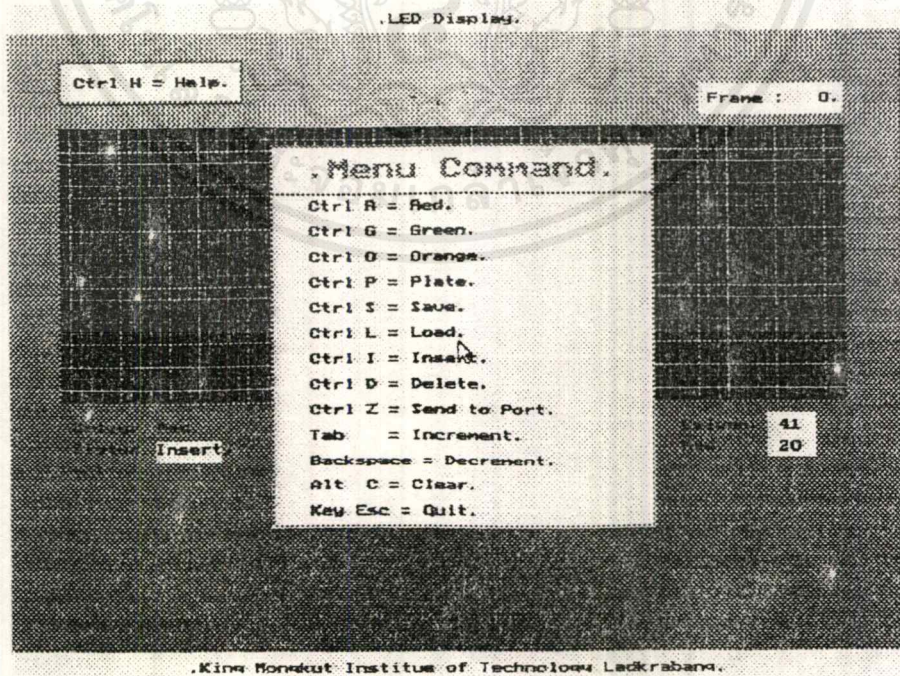 .LED Display.
Ctrl H = Help.
Frame : 0.
.Menu Command.
Ctrl R = Red.
Ctrl G = Green.
Ctrl O = Orange.
Ctrl P = Plate.
Ctrl S = Save.
Ctrl L = Load.
Ctrl I = Insert.
Ctrl D = Delete.
Ctrl Z = Send to Port.
Tab = Increment.
Backspace = Decrement.
Alt C = Clear.
Key Esc = Quit.
41
Insert.
20
.King Mongkut Institue of Technology Ladkrabang.